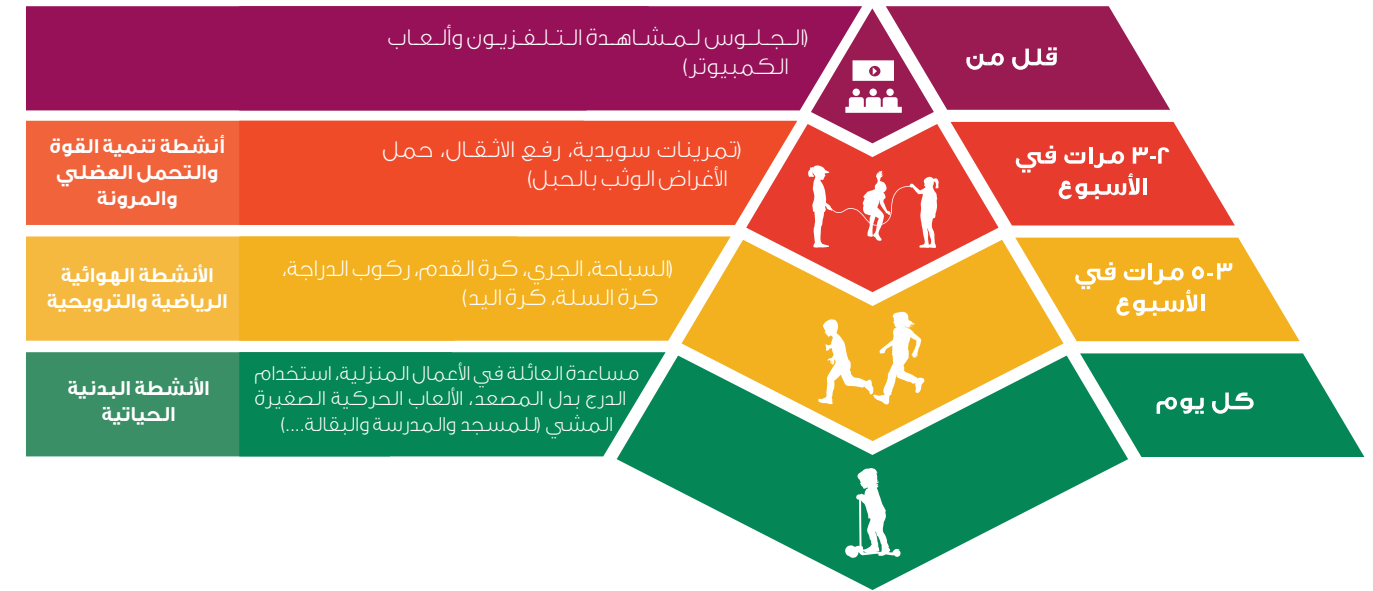 قلل من
(الجلوس لمشاهدة التلفزيون وألعاب
الكمبيوتر)
٢-٣ مرات في
الأسبوع
(تمرينات سويدية، رفع الاثقال، حمل
الأغراض الوثب بالحبل)
أنشطة تنمية القوة
والتحمل العضلي
والمرونة
٣-٥ مرات في
الأسبوع
(السباحة، الجري، كرة القدم، ركوب الدراجة،
كرة السلة، كرة اليد)
الأنشطة الهوائية
الرياضية والترويحية
كل يوم
مساعدة العائلة في الأعمال المنزلية، استخدام
الدرج بدل المصعد، الألعاب الحركية الصغيرة
المشي (للمسجد والمدرسة والبقالة....)
الأنشطة البدنية
الحياتية